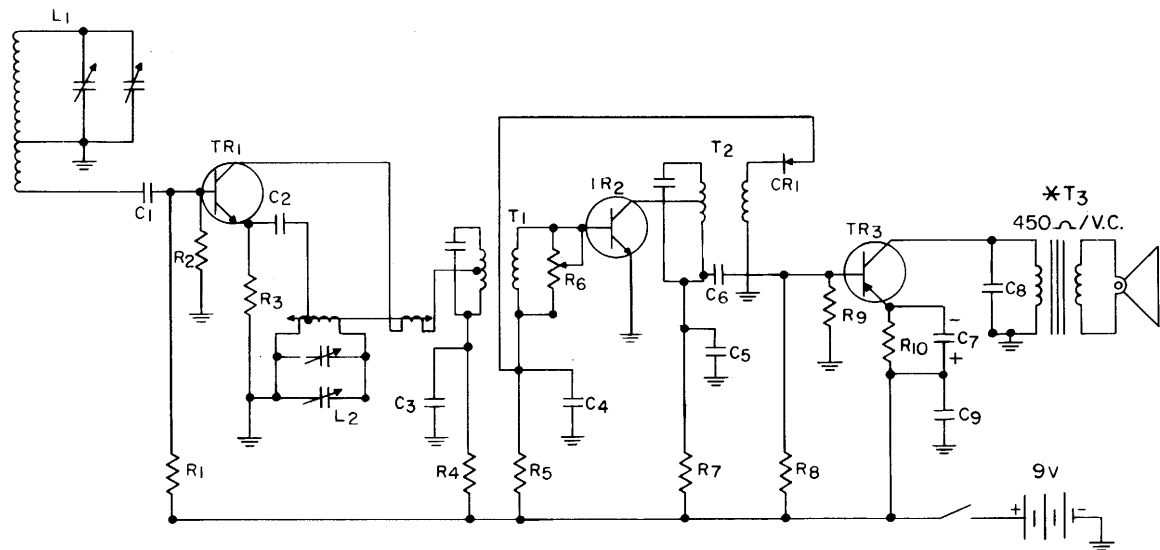 L1
TR1
C1
R2
C2
R3
L2
R1
C3
R4
T1
R6
R5
C4
1R2
T2
CR1
C6
C5
R7
R8
TR3
R9
R10
C7
-
+
C9
C8
*T3
450Ω/V.C.
9V
+
-